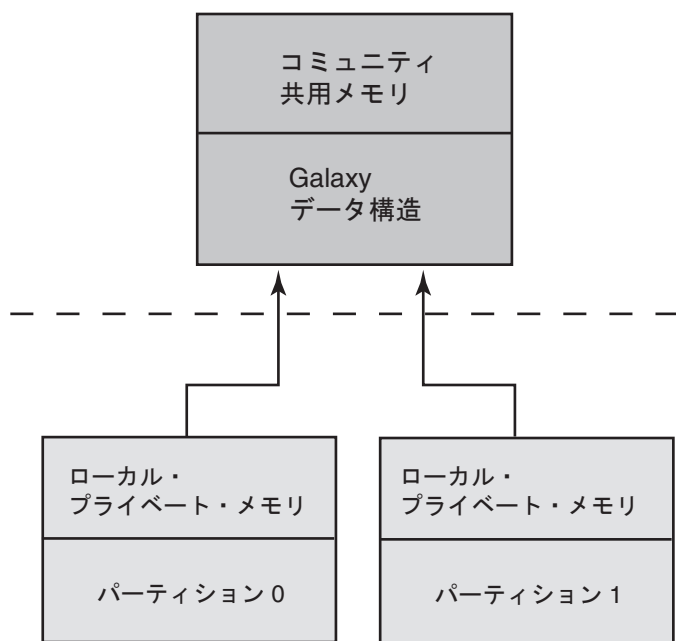 コミュニティ
共用メモリ
Galaxy
データ構造
ローカル・
プライベート・メモリ
パーティション 0
ローカル・
プライベート・メモリ
パーティション 1